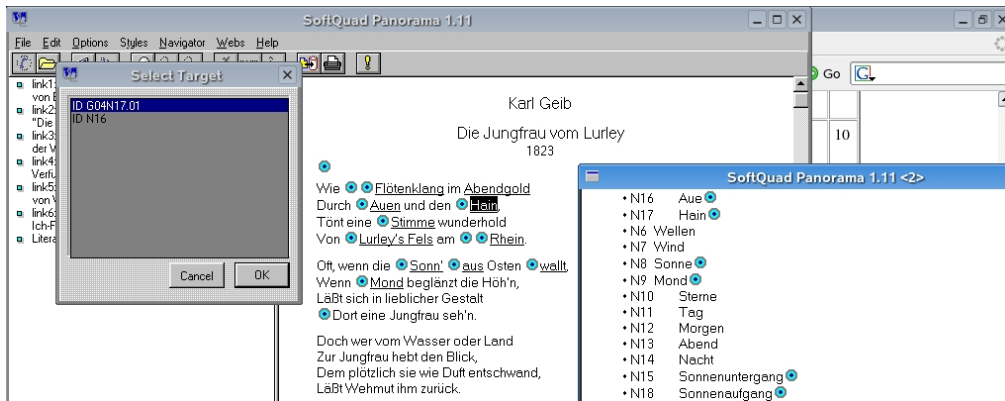 SoftQuad Panorama 1.11
File Edit Options Styles Navigator Webs Help
Go
Select Target
ID G04N17.01
ID N16
Cancel OK
link1:
von
link2:
"Die
link3:
der
link4:
Verfü
link5:
von
link6:
Ich-F
Litera
Karl Geib
Die Jungfrau vom Lurley
1823
Wie Flötenklang im Abendgold
Durch Auen und den Hain,
Tönt eine Stimme wunderhold
Von Lurley's Fels am Rhein.
Oft, wenn die Sonn' aus Osten wallt,
Wenn Mond beglänzt die Höh'n,
Läßt sich in lieblicher Gestalt
Dort eine Jungfrau seh'n.
Doch wer vom Wasser oder Land
Zur Jungfrau hebt den Blick,
Dem plötzlich sie wie Duft entschwand,
Läßt Wehmut ihm zurück.
10
SoftQuad Panorama 1.11 <2>
• N16 Aue
• N17 Hain
• N6 Wellen
• N7 Wind
• N8 Sonne
• N9 Mond
• N10 Sterne
• N11 Tag
• N12 Morgen
• N13 Abend
• N14 Nacht
• N15 Sonnenuntergang
• N18 Sonnenaufgang